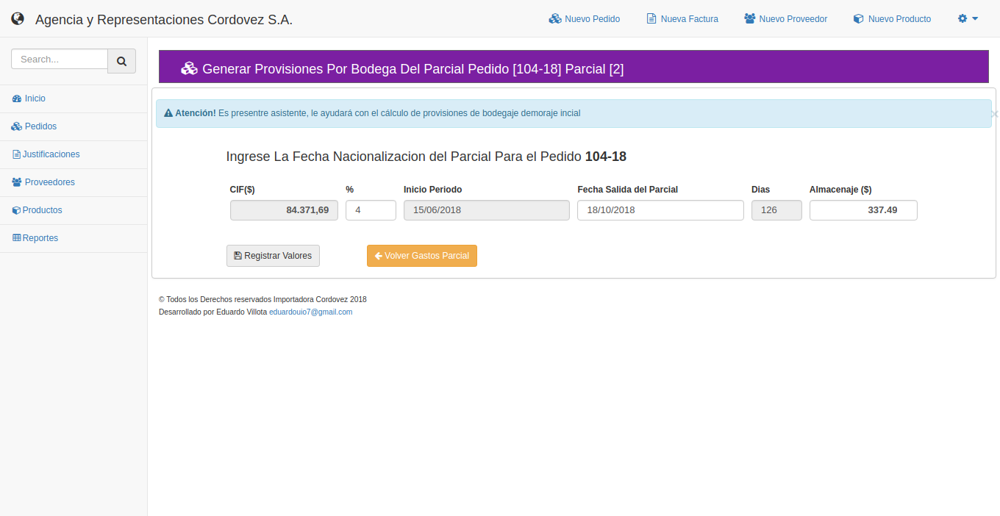 Agencia y Representaciones Cordovez S.A.
Nuevo Pedido
Nueva Factura
Nuevo Proveedor
Nuevo Producto
Search...
Inicio
Pedidos
Justificaciones
Proveedores
Productos
Reportes
Generar Provisiones Por Bodega Del Parcial Pedido [104-18] Parcial [2]
Atención! Es presentre asistente, le ayudará con el cálculo de provisiones de bodegaje demoraje incial
×
Ingrese La Fecha Nacionalizacion del Parcial Para el Pedido 104-18
CIF($) % Inicio Periodo Fecha Salida del Parcial Dias Almacenaje ($)
84.371,69 4 15/06/2018 18/10/2018 126 337.49
Registrar Valores Volver Gastos Parcial
© Todos los Derechos reservados Importadora Cordovez 2018
Desarrollado por Eduardo Villota eduardouio7@gmail.com